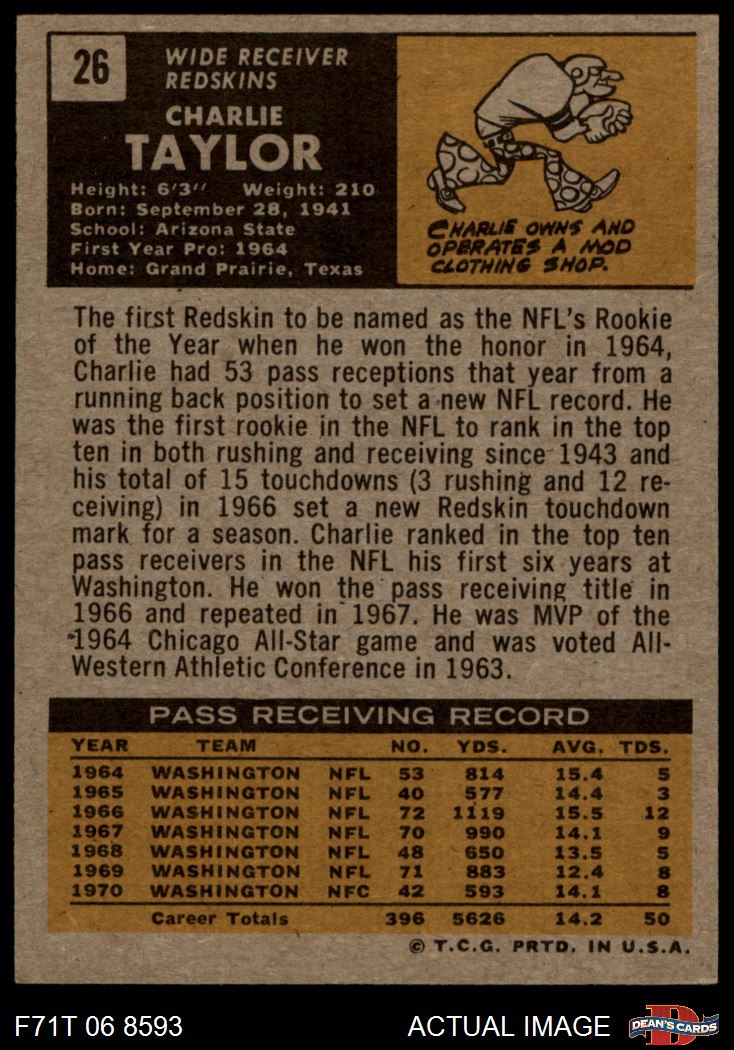 26
WIDE RECEIVER
REDSKINS
CHARLIE
TAYLOR
Height: 6'3'' Weight: 210
Born: September 28, 1941
School: Arizona State
First Year Pro: 1964
Home: Grand Prairie, Texas
CHARLIE OWNS AND
OPERATES A MOD
CLOTHING SHOP.
The first Redskin to be named as the NFL's Rookie
of the Year when he won the honor in 1964,
Charlie had 53 pass receptions that year from a
running back position to set a new NFL record. He
was the first rookie in the NFL to rank in the top
ten in both rushing and receiving since 1943 and
his total of 15 touchdowns (3 rushing and 12 re-
ceiving) in 1966 set a new Redskin touchdown
mark for a season. Charlie ranked in the top ten
pass receivers in the NFL his first six years at
Washington. He won the pass receiving title in
1966 and repeated in 1967. He was MVP of the
1964 Chicago All-Star game and was voted All-
Western Athletic Conference in 1963.
PASS RECEIVING RECORD
YEAR TEAM NO. YDS. AVG. TDS.
1964 WASHINGTON NFL 53 814 15.4 5
1965 WASHINGTON NFL 40 577 14.4 3
1966 WASHINGTON NFL 72 1119 15.5 12
1967 WASHINGTON NFL 70 990 14.1 9
1968 WASHINGTON NFL 48 650 13.5 5
1969 WASHINGTON NFL 71 883 12.4 8
1970 WASHINGTON NFC 42 593 14.1 8
Career Totals 396 5626 14.2 50
© T.C.G. PRTD. IN U.S.A.
F71T 06 8593 ACTUAL IMAGE DEAN'S CARDS